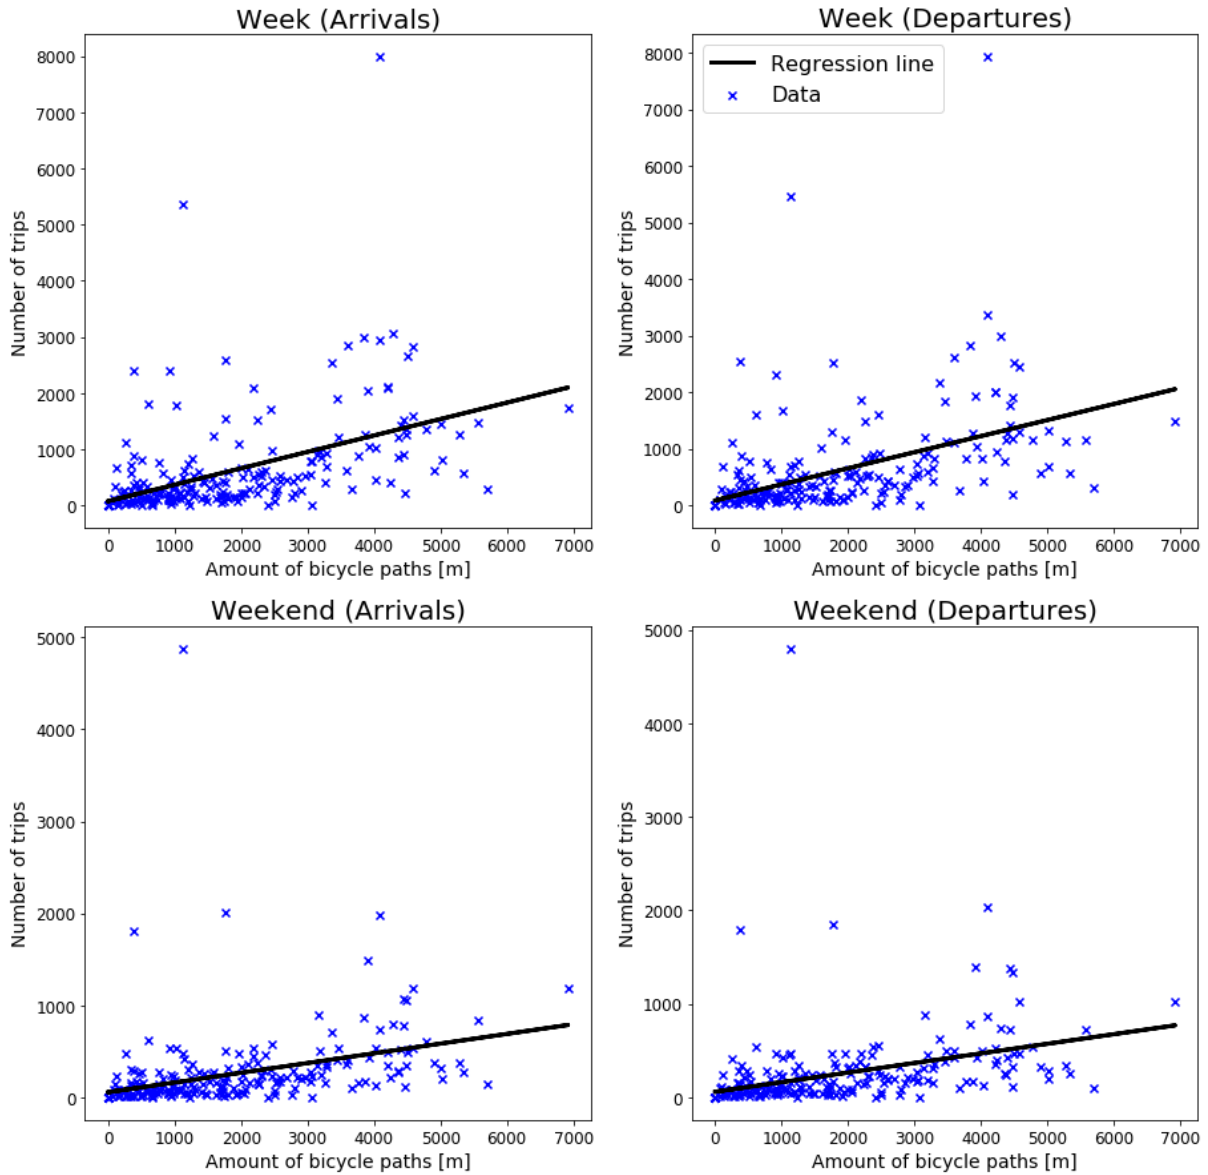 Week (Arrivals)
8000
7000
6000
5000
4000
3000
2000
1000
0
Number of trips
0 1000 2000 3000 4000 5000 6000 7000
Amount of bicycle paths [m]
Week (Departures)
Regression line
Data
8000
7000
6000
5000
4000
3000
2000
1000
0
Number of trips
0 1000 2000 3000 4000 5000 6000 7000
Amount of bicycle paths [m]
Weekend (Arrivals)
5000
4000
3000
2000
1000
0
Number of trips
0 1000 2000 3000 4000 5000 6000 7000
Amount of bicycle paths [m]
Weekend (Departures)
5000
4000
3000
2000
1000
0
Number of trips
0 1000 2000 3000 4000 5000 6000 7000
Amount of bicycle paths [m]